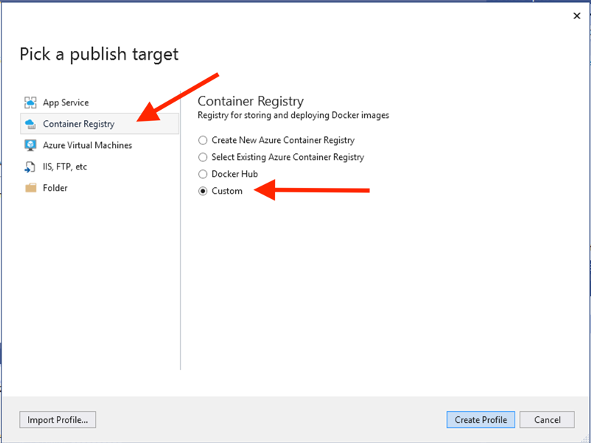 Pick a publish target
App Service
Container Registry
Azure Virtual Machines
IIS, FTP, etc
Folder
Container Registry
Registry for storing and deploying Docker images
Create New Azure Container Registry
Select Existing Azure Container Registry
Docker Hub
Custom
Import Profile...
Create Profile
Cancel